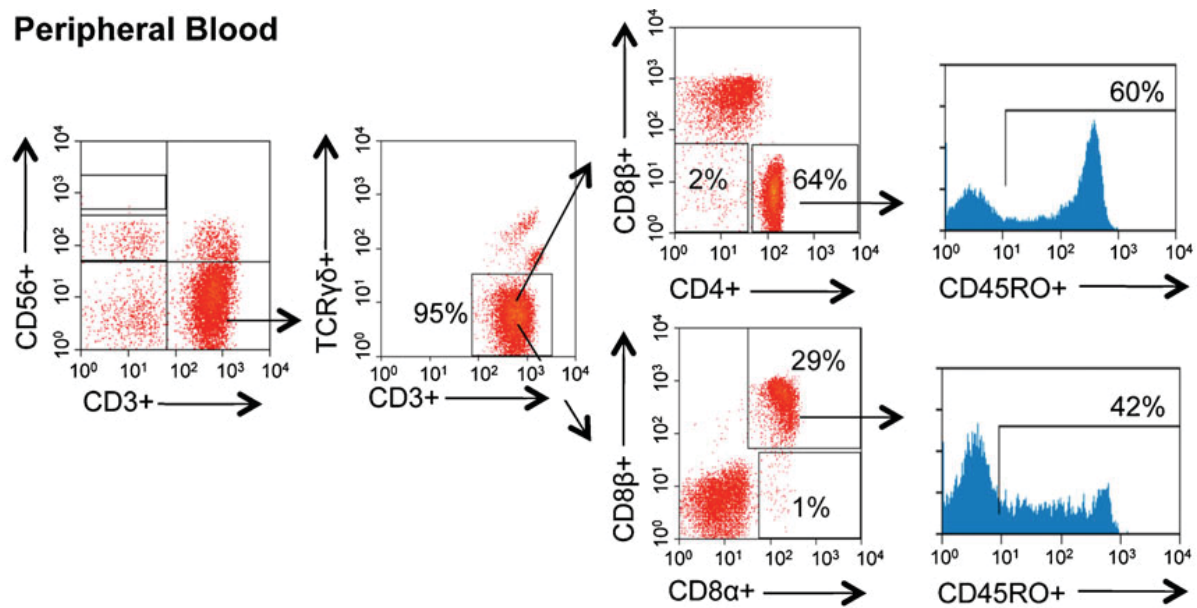 Peripheral Blood
CD56+
10⁴
10³
10²
10¹
10⁰
10⁰ 10¹ 10² 10³ 10⁴
CD3+
TCRγδ+
10⁴
10³
10²
10¹
10⁰
95%
10⁰ 10¹ 10² 10³ 10⁴
CD3+
CD8β+
10⁴
10³
10²
10¹
10⁰
2% 64%
10⁰ 10¹ 10² 10³ 10⁴
CD4+
60%
10⁰ 10¹ 10² 10³ 10⁴
CD45RO+
CD8β+
10⁴
10³
10²
10¹
10⁰
29%
1%
10⁰ 10¹ 10² 10³ 10⁴
CD8α+
42%
10⁰ 10¹ 10² 10³ 10⁴
CD45RO+